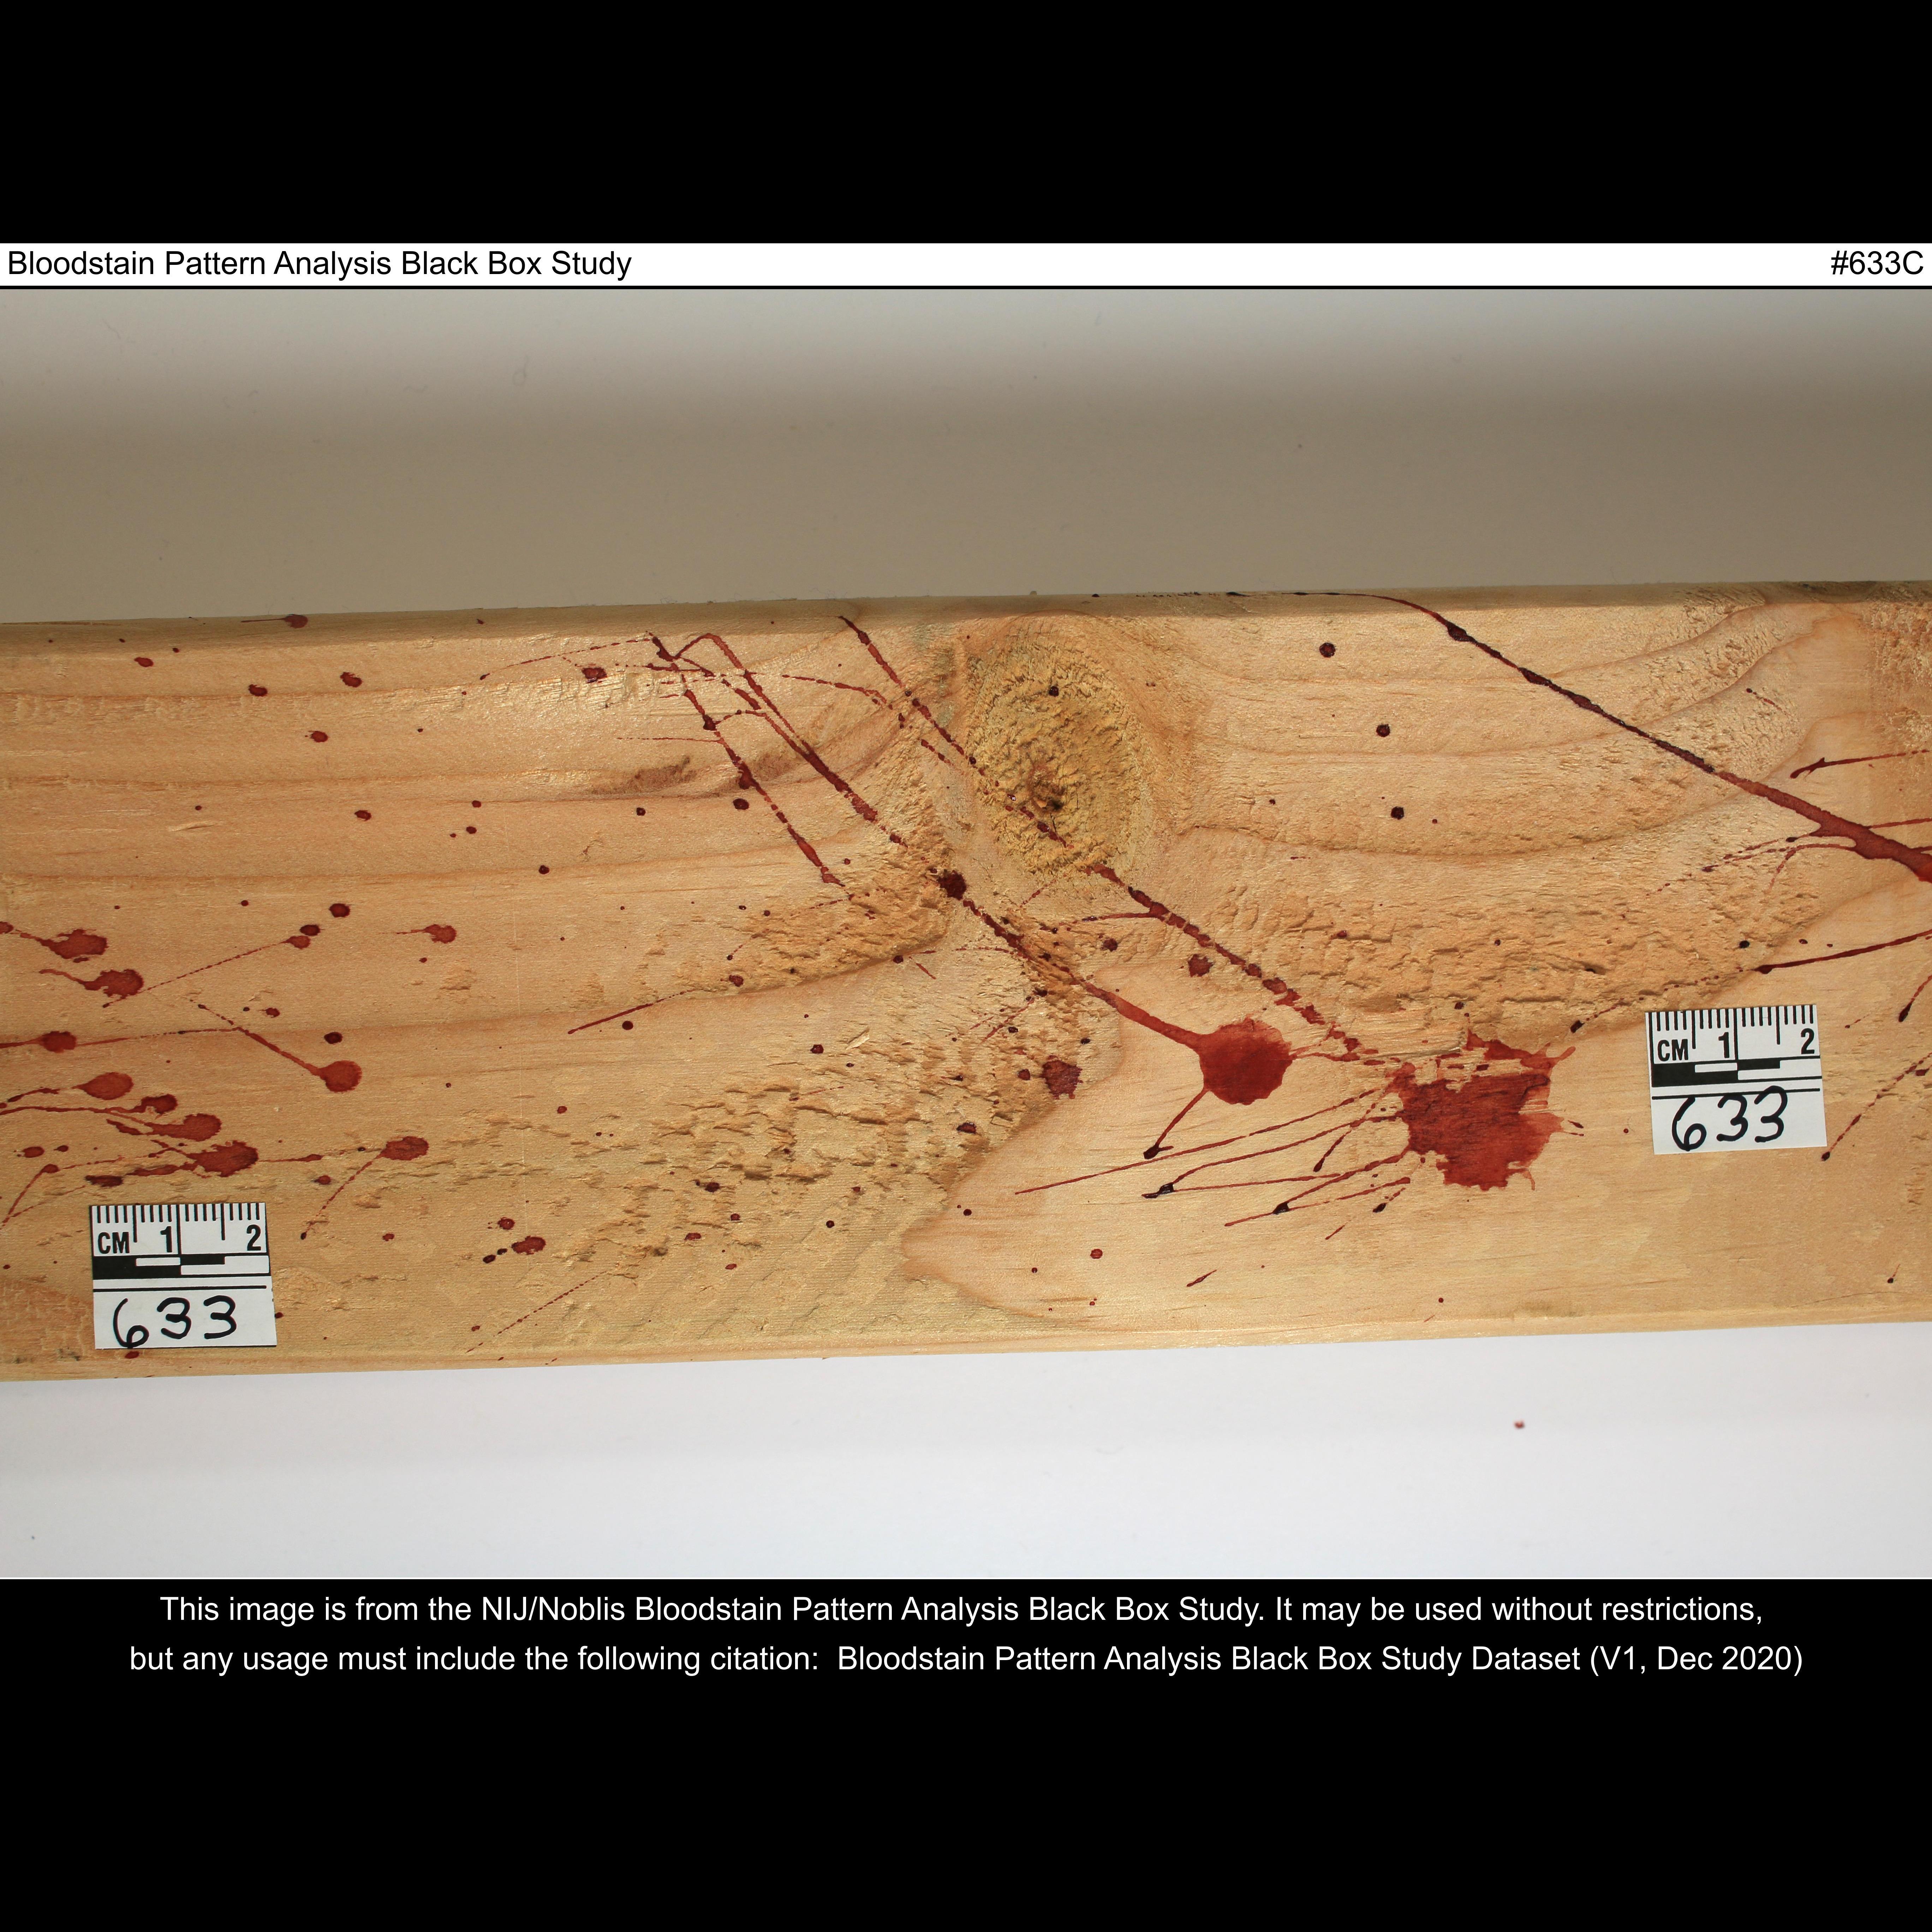 Bloodstain Pattern Analysis Black Box Study #633C
CM 1 2
633
CM 1 2
633
This image is from the NIJ/Noblis Bloodstain Pattern Analysis Black Box Study. It may be used without restrictions,
but any usage must include the following citation: Bloodstain Pattern Analysis Black Box Study Dataset (V1, Dec 2020)